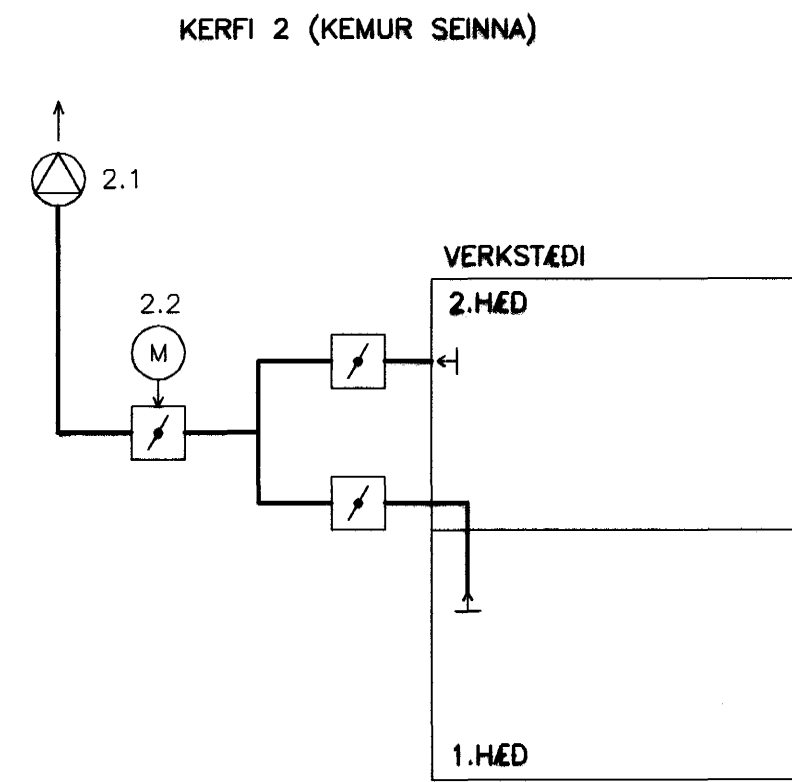 KERFI 2 (KEMUR SEINNA)
2.1
VERKSTÆÐI
2.2
2.HÆÐ
M
1.HÆÐ